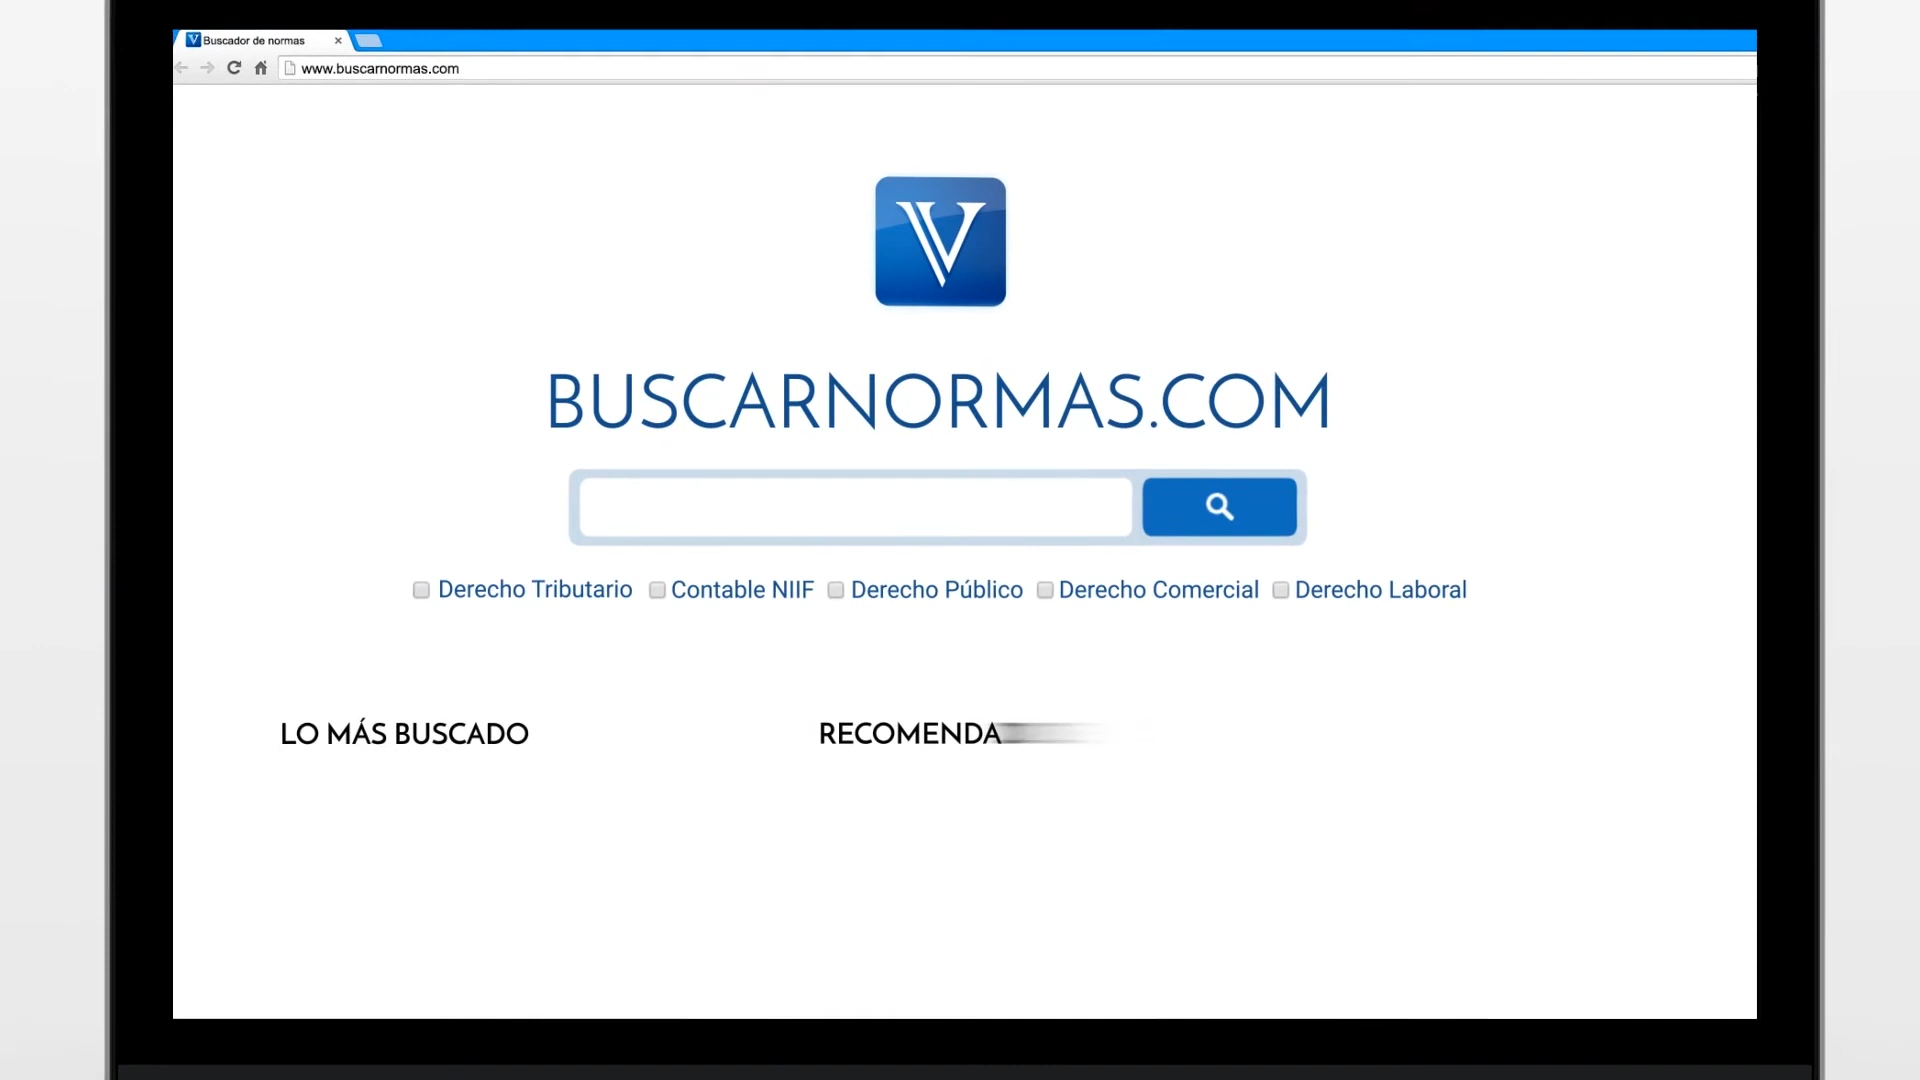 Buscador de normas
www.buscarnormas.com
V
BUSCARNORMAS.COM
Derecho Tributario Contable NIIF Derecho Público Derecho Comercial Derecho Laboral
LO MÁS BUSCADO RECOMENDA